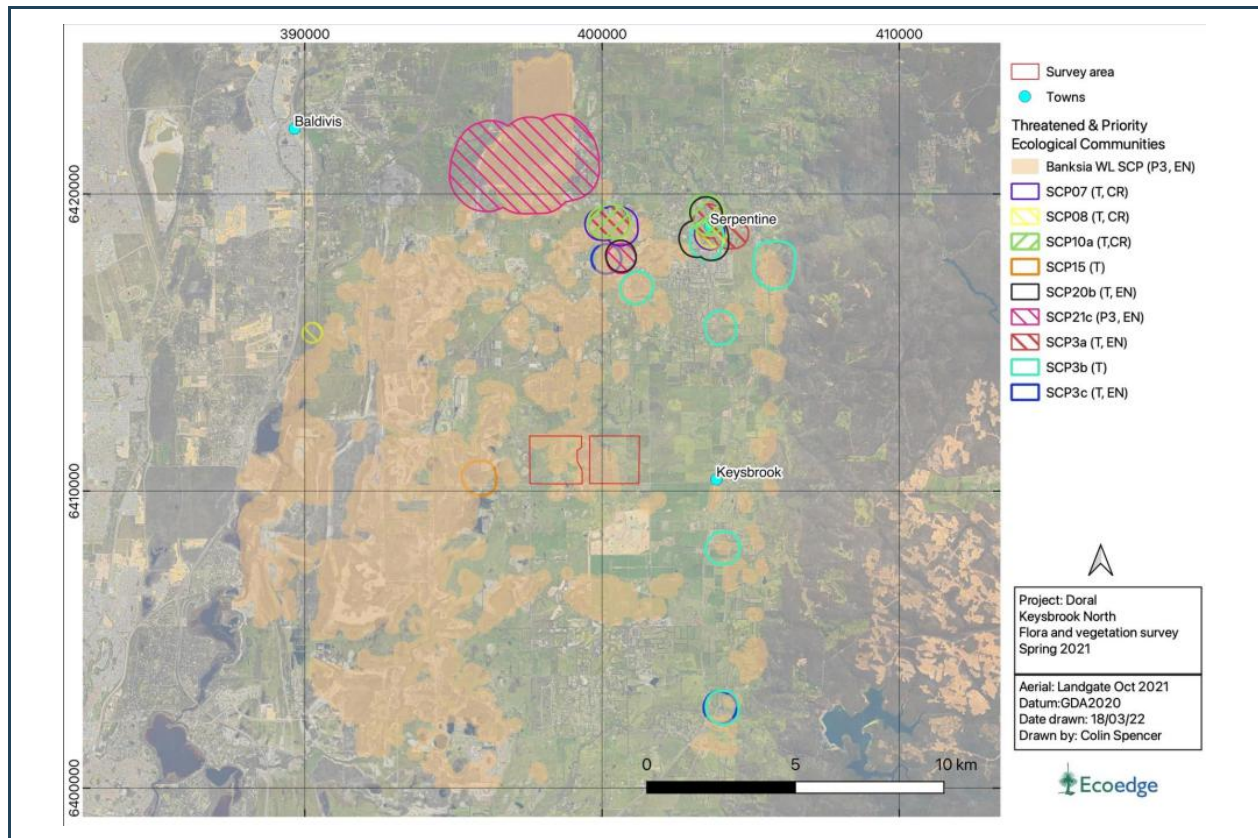 390000
400000
410000
6420000
6410000
6400000
Baldivis
Serpentine
Keysbrook
0
5
10 km
Survey area
Towns
Threatened & Priority
Ecological Communities
Banksia WL SCP (P3, EN)
SCP07 (T, CR)
SCP08 (T, CR)
SCP10a (T,CR)
SCP15 (T)
SCP20b (T, EN)
SCP21c (P3, EN)
SCP3a (T, EN)
SCP3b (T)
SCP3c (T, EN)
Project: Doral
Keysbrook North
Flora and vegetation survey
Spring 2021
Aerial: Landgate Oct 2021
Datum:GDA2020
Date drawn: 18/03/22
Drawn by: Colin Spencer
Ecoedge